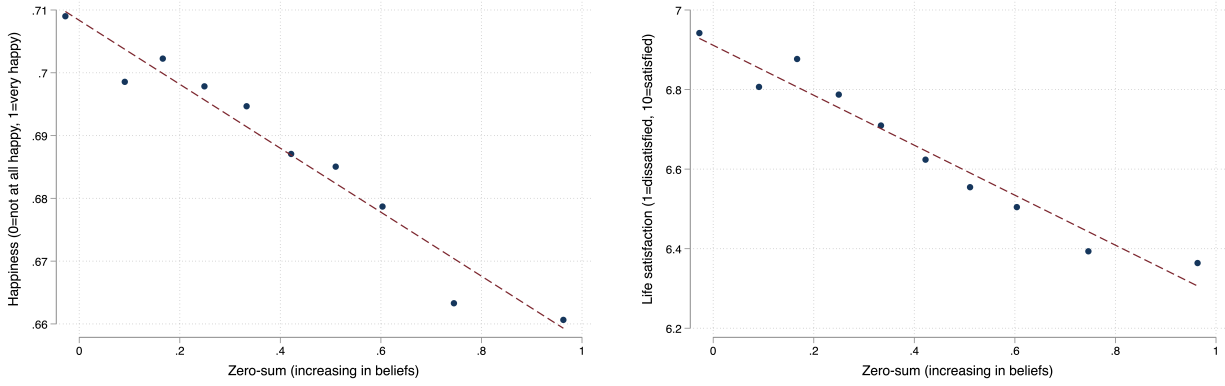 Happiness (0=not at all happy, 1=very happy)
.71
.7
.69
.68
.67
.66
0 .2 .4 .6 .8 1
Zero-sum (increasing in beliefs)
Life satisfaction (1=dissatisfied, 10=satisfied)
7
6.8
6.6
6.4
6.2
0 .2 .4 .6 .8 1
Zero-sum (increasing in beliefs)